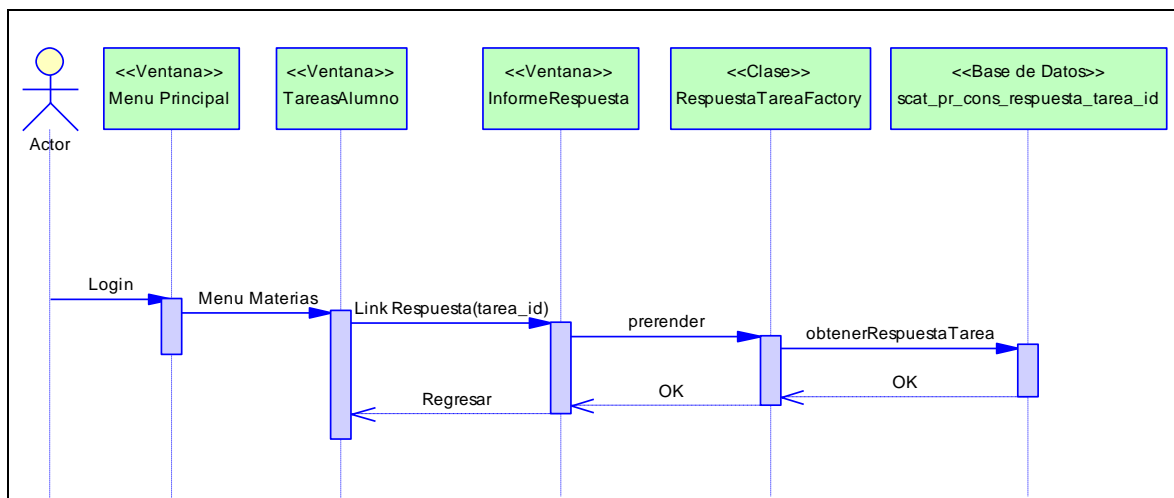 <<Ventana>>
Menu Principal
<<Ventana>>
TareasAlumno
<<Ventana>>
InformeRespuesta
<<Clase>>
RespuestaTareaFactory
<<Base de Datos>>
scat_pr_cons_respuesta_tarea_id
Actor
Login
Menu Materias
Link Respuesta(tarea_id)
prerender
obtenerRespuestaTarea
OK
OK
Regresar